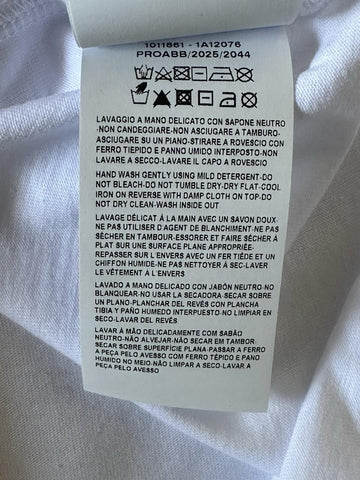 1011661 - 1A12076
PROABB/2025/2044
LAVAGGIO A MANO DELICATO CON SAPONE NEUTRO
-NON CANDEGGIARE-NON ASCIUGARE A TAMBURO-
ASCIUGARE SU UN PIANO-STIRARE A ROVESCIO CON
FERRO TIEPIDO E PANNO UMIDO INTERPOSTO-NON
LAVARE A SECCO-LAVARE IL CAPO A ROVESCIO
HAND WASH GENTLY USING MILD DETERGENT-DO
NOT BLEACH-DO NOT TUMBLE DRY-DRY FLAT-COOL
IRON ON REVERSE WITH DAMP CLOTH ON TOP-DO
NOT DRY CLEAN-WASH INSIDE OUT
LAVAGE DÉLICAT À LA MAIN AVEC UN SAVON DOUX-
NE PAS UTILISER D'AGENT DE BLANCHIMENT-NE PAS
SÉCHER EN TAMBOUR-ESSORER ET FAIRE SÉCHER À
PLAT SUR UNE SURFACE PLANE APPROPRIÉE-
REPASSER SUR L'ENVERS AVEC UN FER TIÈDE ET UN
CHIFFON HUMIDE-NE PAS NETTOYER À SEC-LAVER
LE VÊTEMENT À L'ENVERS
LAVADO A MANO DELICADO CON JABÓN NEUTRO-NO
BLANQUEAR-NO USAR LA SECADORA-SECAR SOBRE
UN PLANO-PLANCHAR DEL REVÉS CON PLANCHA
TIBIA Y PAÑO HÚMEDO INTERPUESTO-NO LIMPIAR EN
SECO-LAVAR DEL REVÉS
LAVAR À MÃO DELICADAMENTE COM SABÃO
NEUTRO-NÃO ALVEJAR-NÃO SECAR EM TAMBOR-
SECAR SOBRE SUPERFÍCIE PLANA-PASSAR A FERRO
A PEÇA PELO AVESSO COM FERRO TÉPIDO E PANO
HÚMIDO NO MEIO-NÃO LIMPAR A SECO-LAVAR A
PEÇA PELO AVESSO